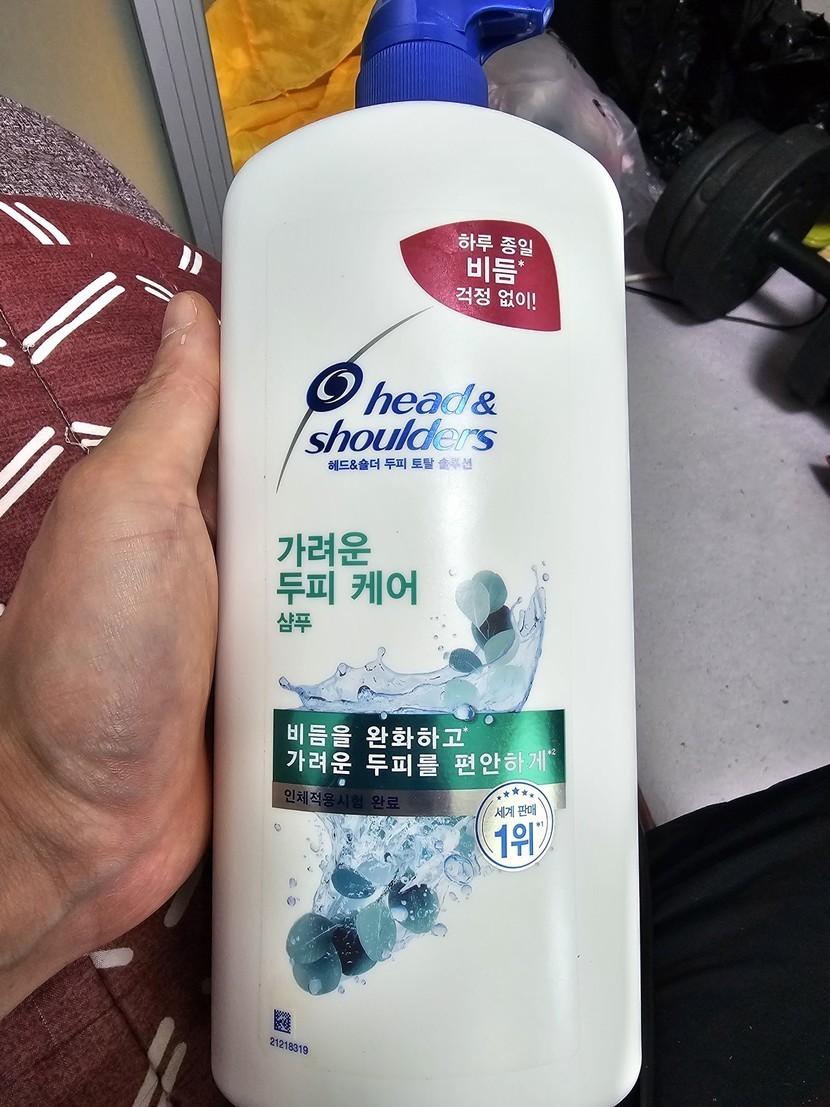 하루 종일
비듬*
걱정 없이!
head &
shoulders
헤드&숄더 두피 토탈 솔루션
가려운
두피 케어
샴푸
비듬을 완화하고*
가려운 두피를 편안하게*2
인체적용시험 완료
세계 판매
1위*1
21218319